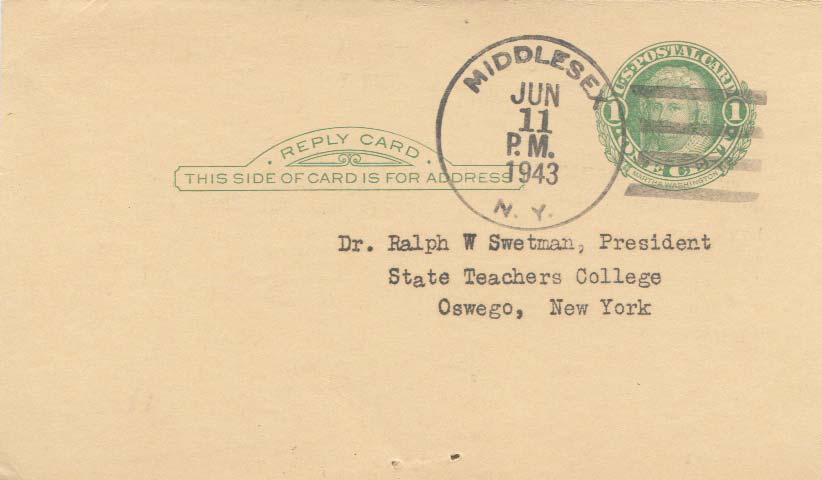 MIDDLESEX
JUN
11
P.M.
1943
N. Y.
U·S·POSTAL CARD
1 1
ONE CENT
MARTHA WASHINGTON
REPLY CARD
THIS SIDE OF CARD IS FOR ADDRESS
Dr. Ralph W Swetman, President
State Teachers College
Oswego, New York